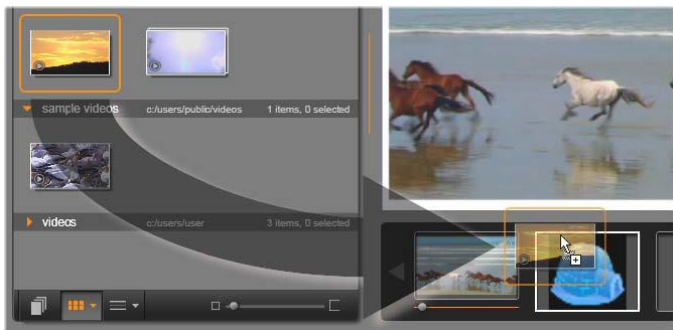 sample videos c:/users/public/videos 1 items, 0 selected
videos c:/users/user 3 items, 0 selected